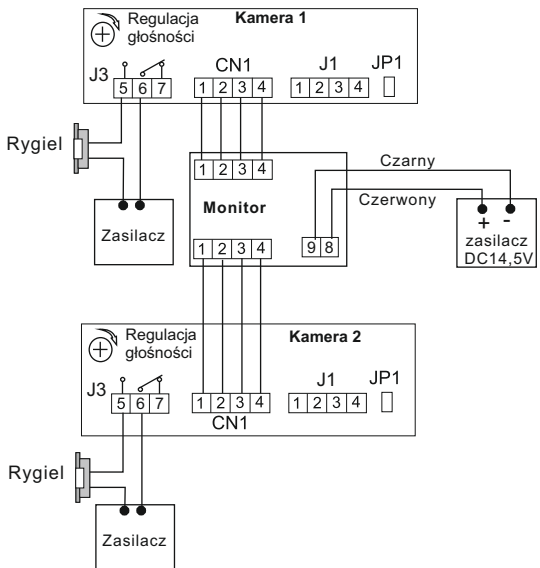 Regulacja
głośności
Kamera 1
J3
CN1
J1
JP1
5 6 7
1 2 3 4
1 2 3 4
Rygiel
Zasilacz
1 2 3 4
Monitor
1 2 3 4
9 8
Czarny
Czerwony
+ -
zasilacz
DC14,5V
Regulacja
głośności
Kamera 2
J3
J1
JP1
5 6 7
1 2 3 4
1 2 3 4
CN1
Rygiel
Zasilacz